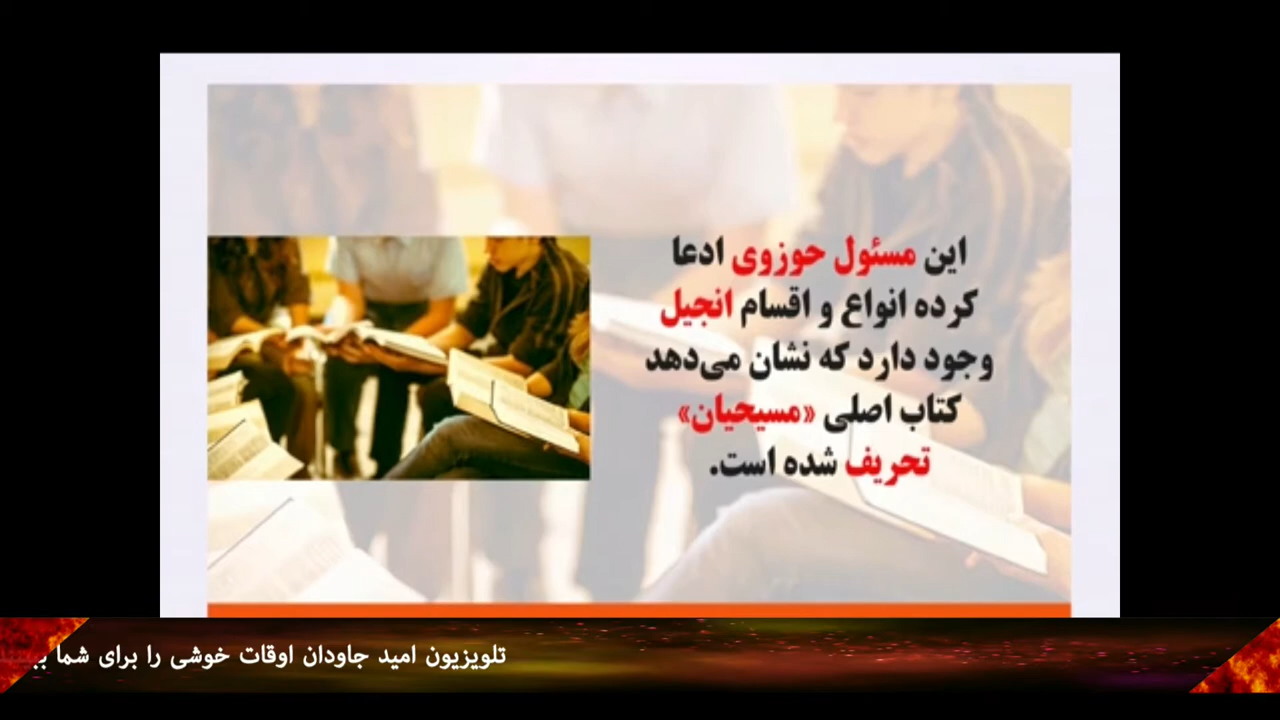 این مسئول حوزوی ادعا
کرده انواع و اقسام انجیل
وجود دارد که نشان می‌دهد
کتاب اصلی «مسیحیان»
تحریف شده است.
تلویزیون امید جاودان اوقات خوشی را برای شما